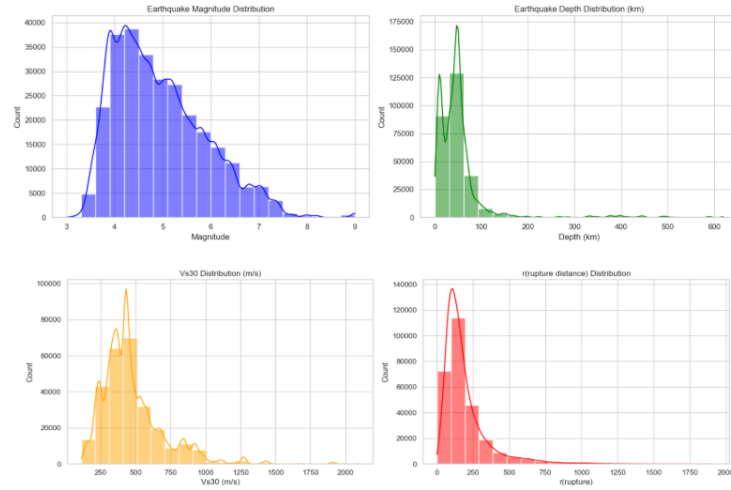 Earthquake Magnitude Distribution
40000
35000
30000
25000
20000
15000
10000
5000
0
Count
3 4 5 6 7 8 9
Magnitude
Earthquake Depth Distribution (km)
175000
150000
125000
100000
75000
50000
25000
0
Count
0 100 200 300 400 500 600
Depth (km)
Vs30 Distribution (m/s)
100000
80000
60000
40000
20000
0
Count
250 500 750 1000 1250 1500 1750 2000
Vs30 (m/s)
r(rupture distance) Distribution
140000
120000
100000
80000
60000
40000
20000
0
Count
0 250 500 750 1000 1250 1500 1750 2000
r(rupture)